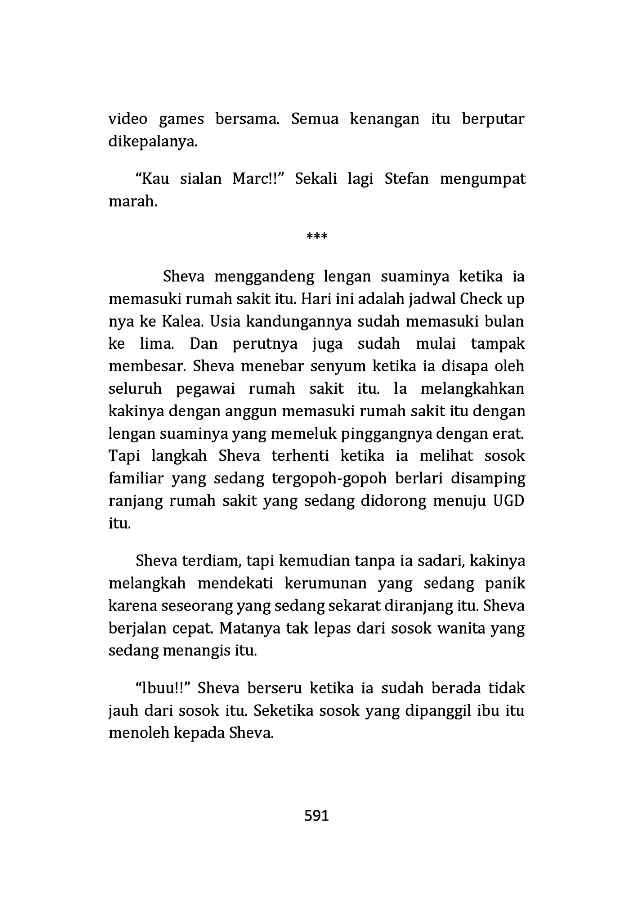 video games bersama. Semua kenangan itu berputar
dikepalanya.
“Kau sialan Marc!!” Sekali lagi Stefan mengumpat
marah.
***
Sheva menggandeng lengan suaminya ketika ia
memasuki rumah sakit itu. Hari ini adalah jadwal Check up
nya ke Kalea. Usia kandungannya sudah memasuki bulan
ke lima. Dan perutnya juga sudah mulai tampak
membesar. Sheva menebar senyum ketika ia disapa oleh
seluruh pegawai rumah sakit itu. Ia melangkahkan
kakinya dengan anggun memasuki rumah sakit itu dengan
lengan suaminya yang memeluk pinggangnya dengan erat.
Tapi langkah Sheva terhenti ketika ia melihat sosok
familiar yang sedang tergopoh-gopoh berlari disamping
ranjang rumah sakit yang sedang didorong menuju UGD
itu.
Sheva terdiam, tapi kemudian tanpa ia sadari, kakinya
melangkah mendekati kerumunan yang sedang panik
karena seseorang yang sedang sekarat diranjang itu. Sheva
berjalan cepat. Matanya tak lepas dari sosok wanita yang
sedang menangis itu.
“Ibuu!!” Sheva berseru ketika ia sudah berada tidak
jauh dari sosok itu. Seketika sosok yang dipanggil ibu itu
menoleh kepada Sheva.
591